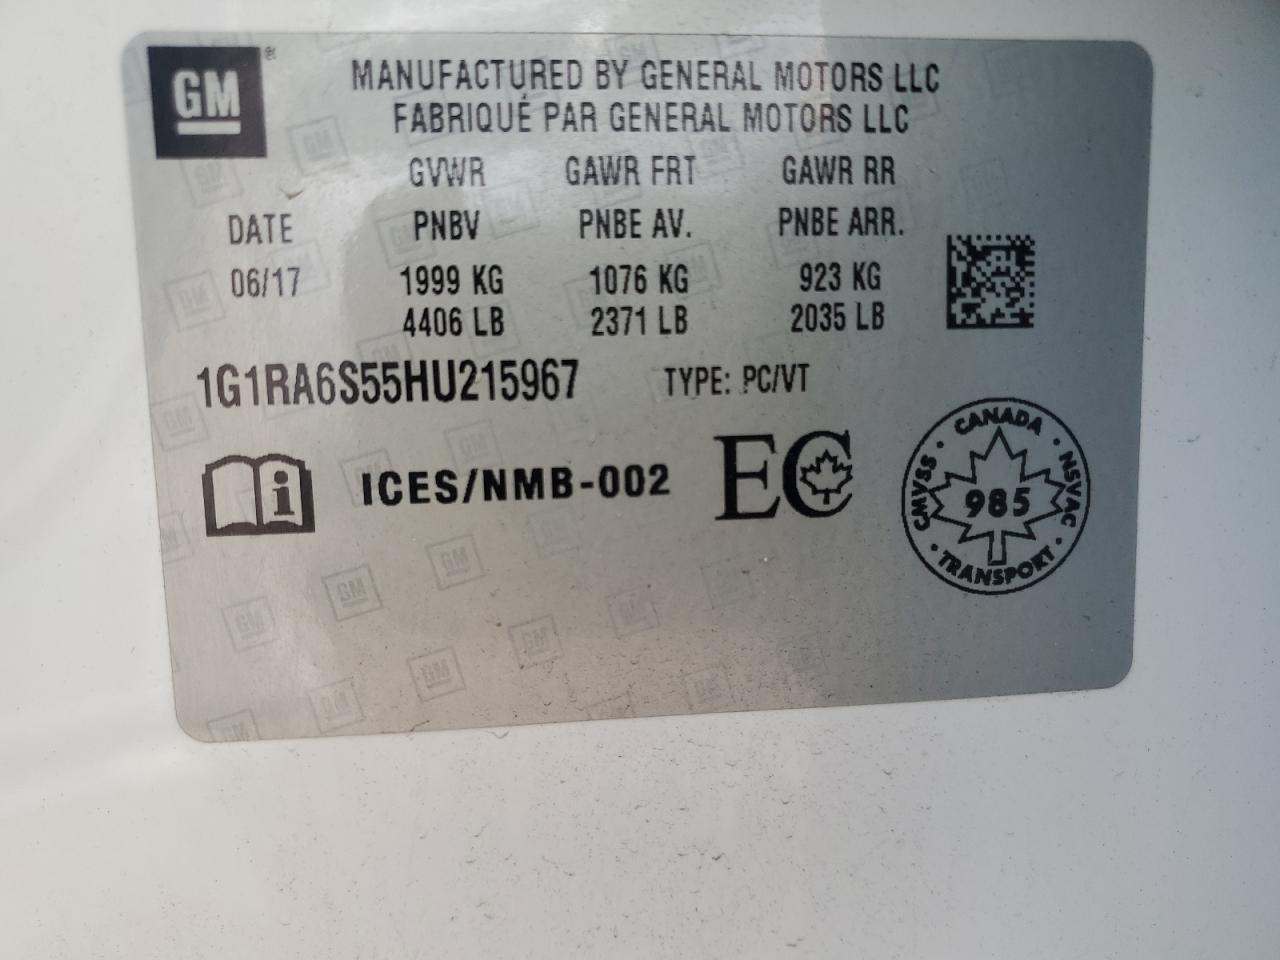 GM ®
MANUFACTURED BY GENERAL MOTORS LLC
FABRIQUÉ PAR GENERAL MOTORS LLC
GVWR GAWR FRT GAWR RR
DATE PNBV PNBE AV. PNBE ARR.
06/17 1999 KG 1076 KG 923 KG
4406 LB 2371 LB 2035 LB
1G1RA6S55HU215967 TYPE: PC/VT
i ICES/NMB-002 EC
CANADA
CMVSS 985 NSVAC
TRANSPORT